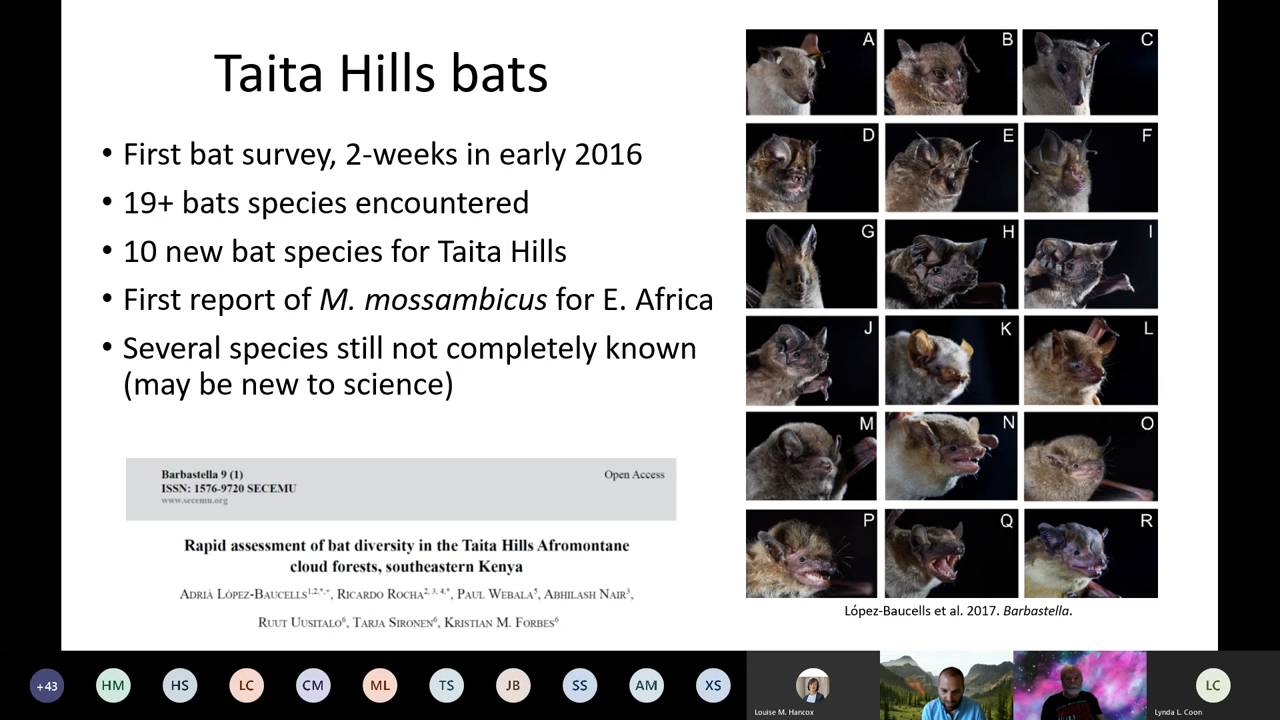 Taita Hills bats
• First bat survey, 2-weeks in early 2016
• 19+ bats species encountered
• 10 new bat species for Taita Hills
• First report of M. mossambicus for E. Africa
• Several species still not completely known
(may be new to science)
Barbastella 9 (1)
Open Access
ISSN: 1576-9720 SECEMU
www.secemu.org
Rapid assessment of bat diversity in the Taita Hills Afromontane
cloud forests, southeastern Kenya
ADRIÀ LÓPEZ-BAUCELLS1,2,*,+, RICARDO ROCHA2, 3, 4,*, PAUL WEBALA5, ABHILASH NAIR3,
RUUT UUSITALO6, TARJA SIRONEN6, KRISTIAN M. FORBES6
A B C
D E F
G H I
J K L
M N O
P Q R
López-Baucells et al. 2017. Barbastella.
+43 HM HS LC CM ML TS JB SS AM XS LC
Louise M. Hancox
Lynda L. Coon